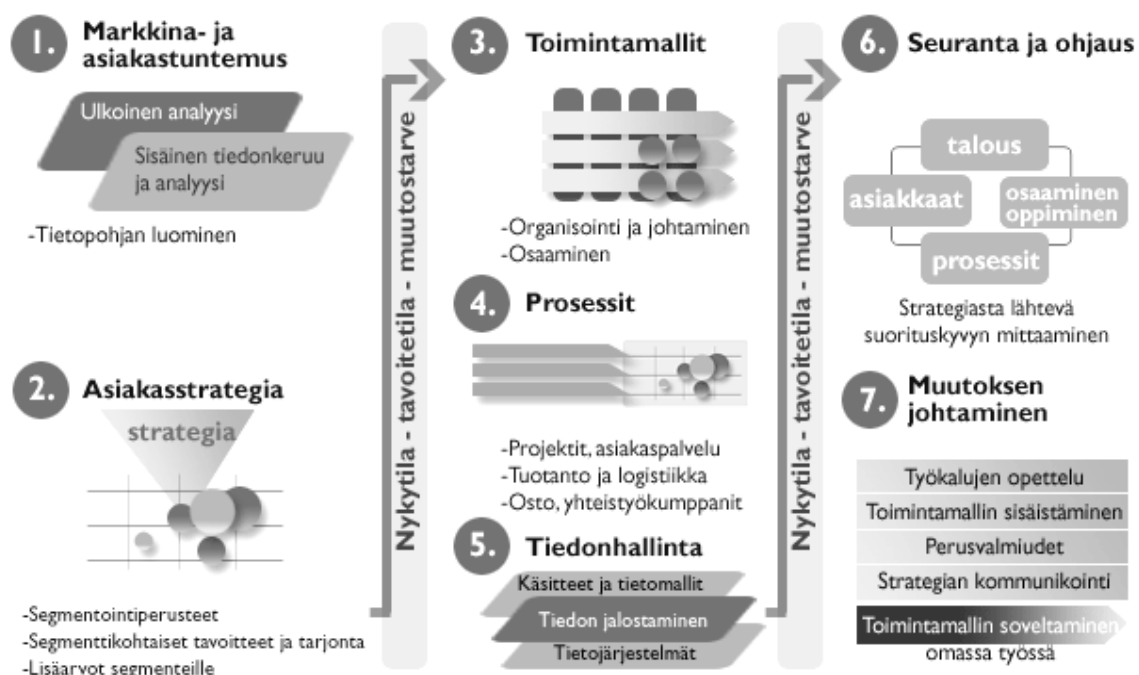 1.
Markkina- ja
asiakastuntemus
Ulkoinen analyysi
Sisäinen tiedonkeruu
ja analyysi
-Tietopohjan luominen
2.
Asiakasstrategia
strategia
-Segmentointiperusteet
-Segmenttikohtaiset tavoitteet ja tarjonta
-Lisäarvot segmenteille
Nykytila - tavoitetila - muutostarve
3.
Toimintamallit
-Organisointi ja johtaminen
-Osaaminen
4.
Prosessit
-Projektit, asiakaspalvelu
-Tuotanto ja logistiikka
-Osto, yhteistyökumppanit
5.
Tiedonhallinta
Käsitteet ja tietomallit
Tiedon jalostaminen
Tietojärjestelmät
Nykytila - tavoitetila - muutostarve
6.
Seuranta ja ohjaus
talous
asiakkaat
osaaminen
oppiminen
prosessit
Strategiasta lähtevä
suorituskyvyn mittaaminen
7.
Muutoksen
johtaminen
Työkalujen opettelu
Toimintamallin sisäistäminen
Perusvalmiudet
Strategian kommunikointi
Toimintamallin soveltaminen
omassa työssä